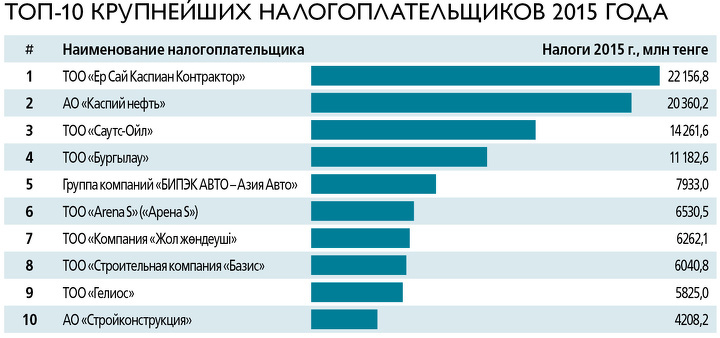 ТОП-10 КРУПНЕЙШИХ НАЛОГОПЛАТЕЛЬЩИКОВ 2015 ГОДА
# Наименование налогоплательщика Налоги 2015 г., млн тенге
1 ТОО «Ер Сай Каспиан Контрактор» 22 156,8
2 АО «Каспий нефть» 20 360,2
3 ТОО «Саутс-Ойл» 14 261,6
4 ТОО «Бургылау» 11 182,6
5 Группа компаний «БИПЭК АВТО – Азия Авто» 7933,0
6 ТОО «Arena S» («Арена S») 6530,5
7 ТОО «Компания «Жол жөндеуші» 6262,1
8 ТОО «Строительная компания «Базис» 6040,8
9 ТОО «Гелиос» 5825,0
10 АО «Стройконструкция» 4208,2